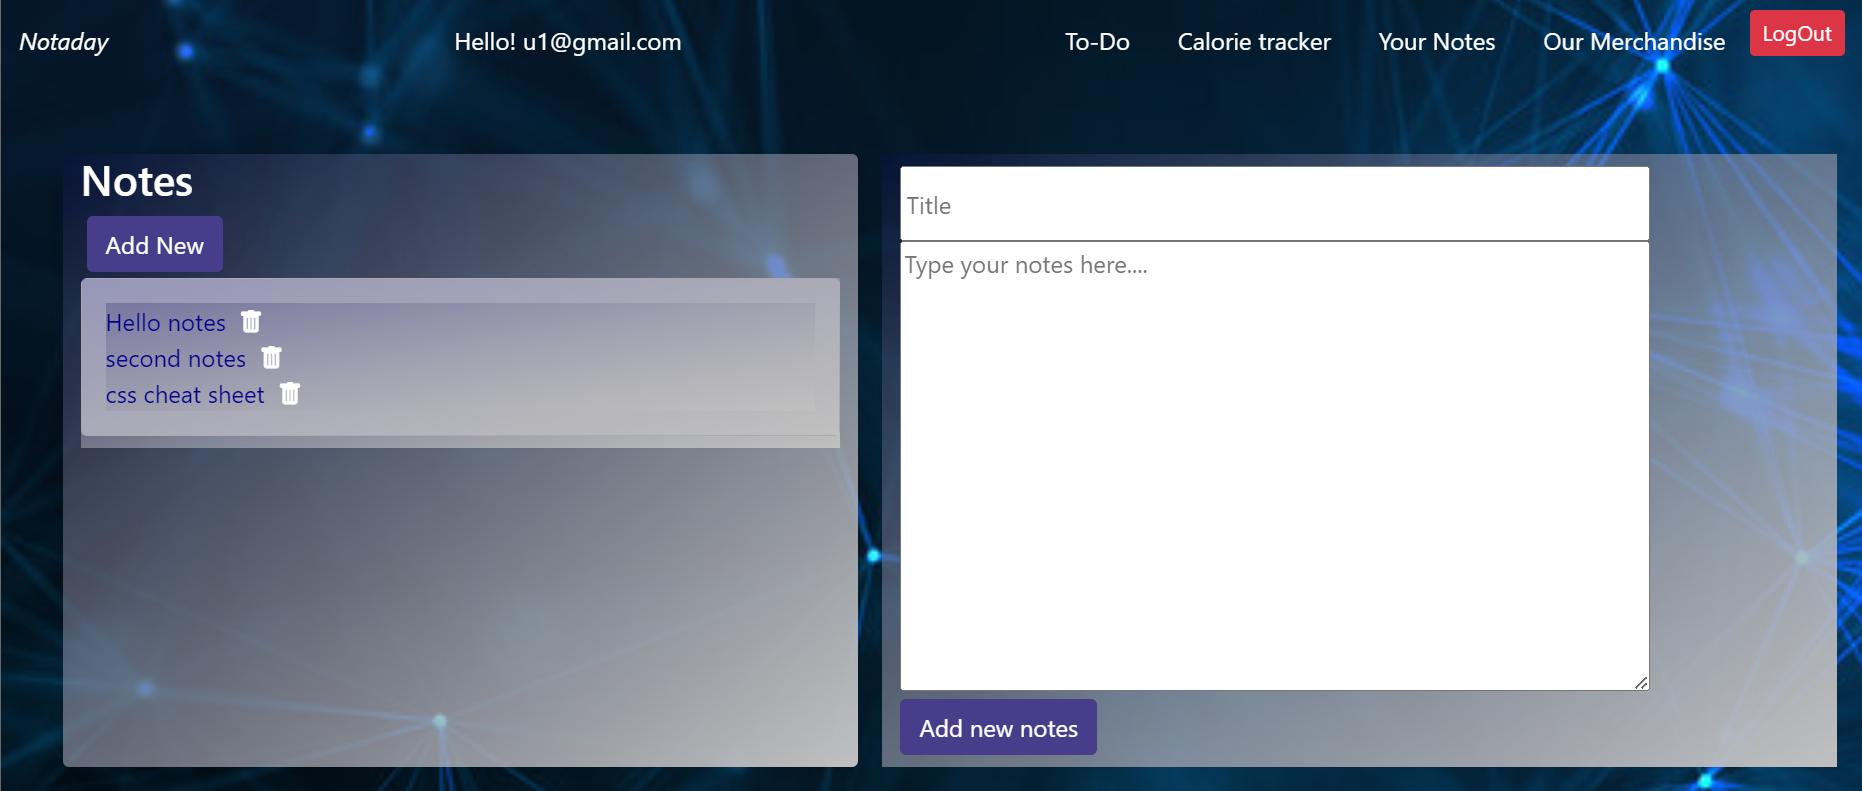 Notaday
Hello! u1@gmail.com
To-Do
Calorie tracker
Your Notes
Our Merchandise
LogOut
Notes
Add New
Hello notes
second notes
css cheat sheet
Title
Type your notes here....
Add new notes